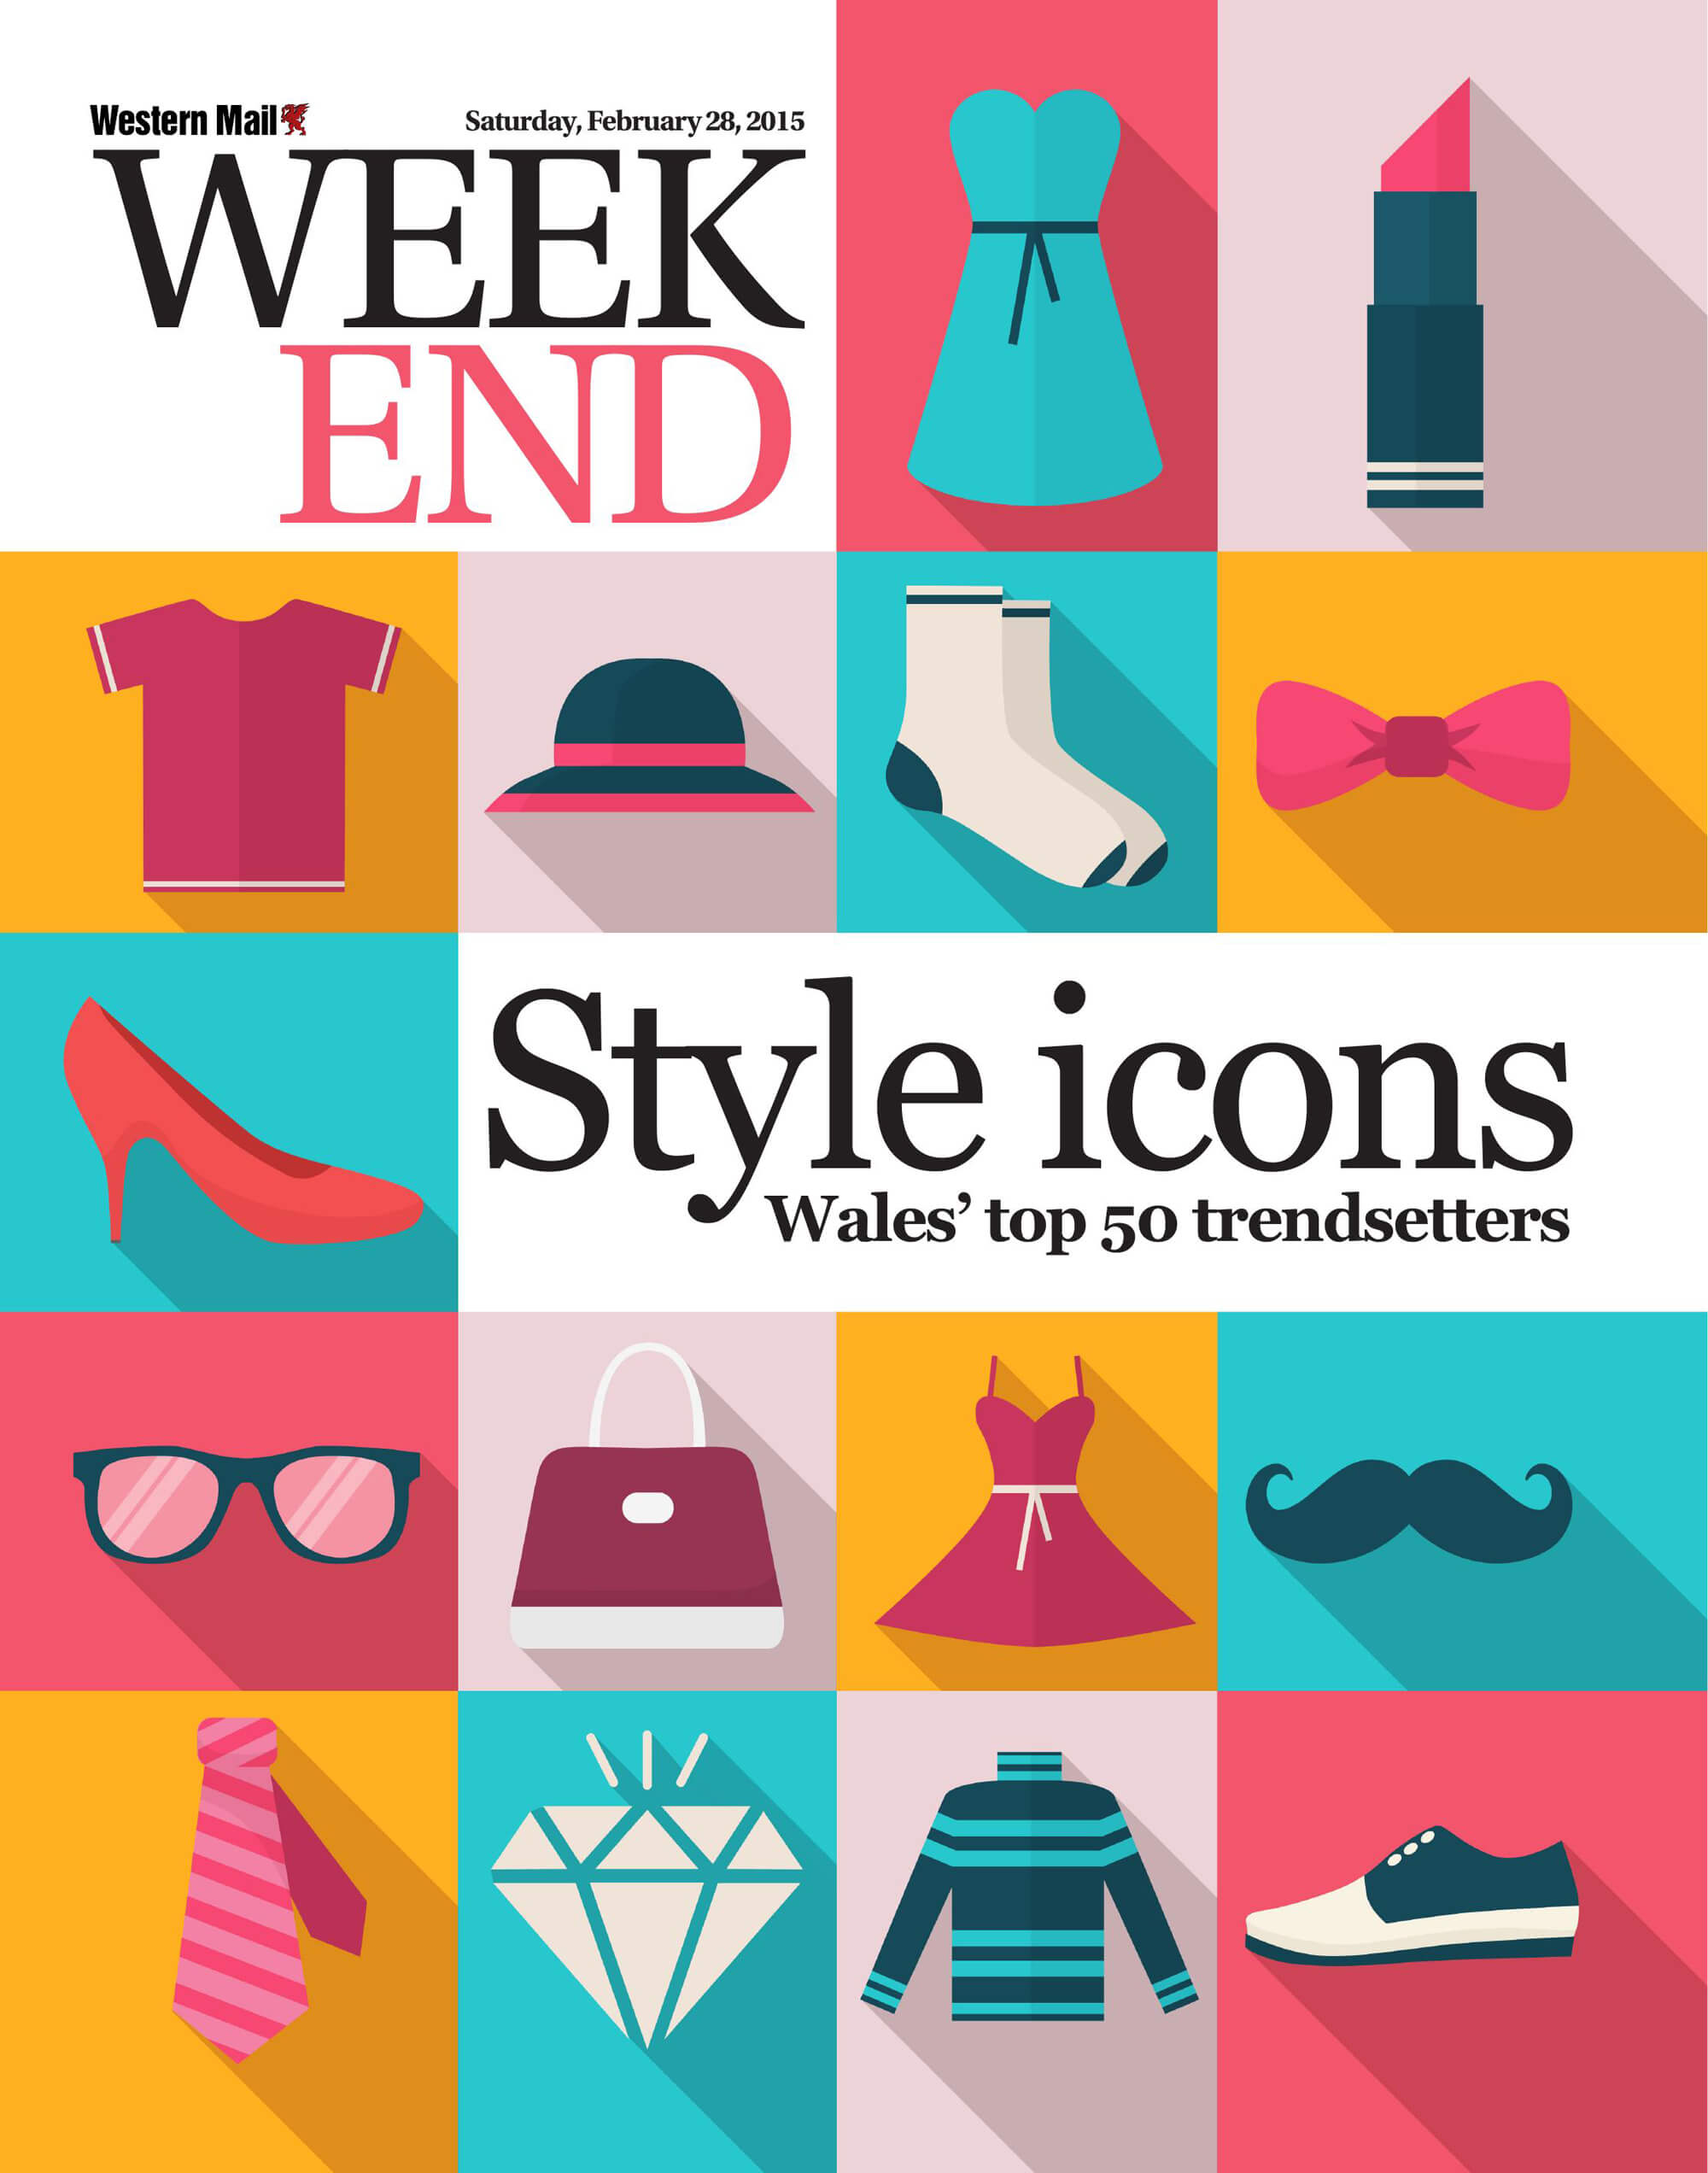 Western Mail
Saturday, February 28, 2015
WEEK
END
Style icons
Wales’ top 50 trendsetters